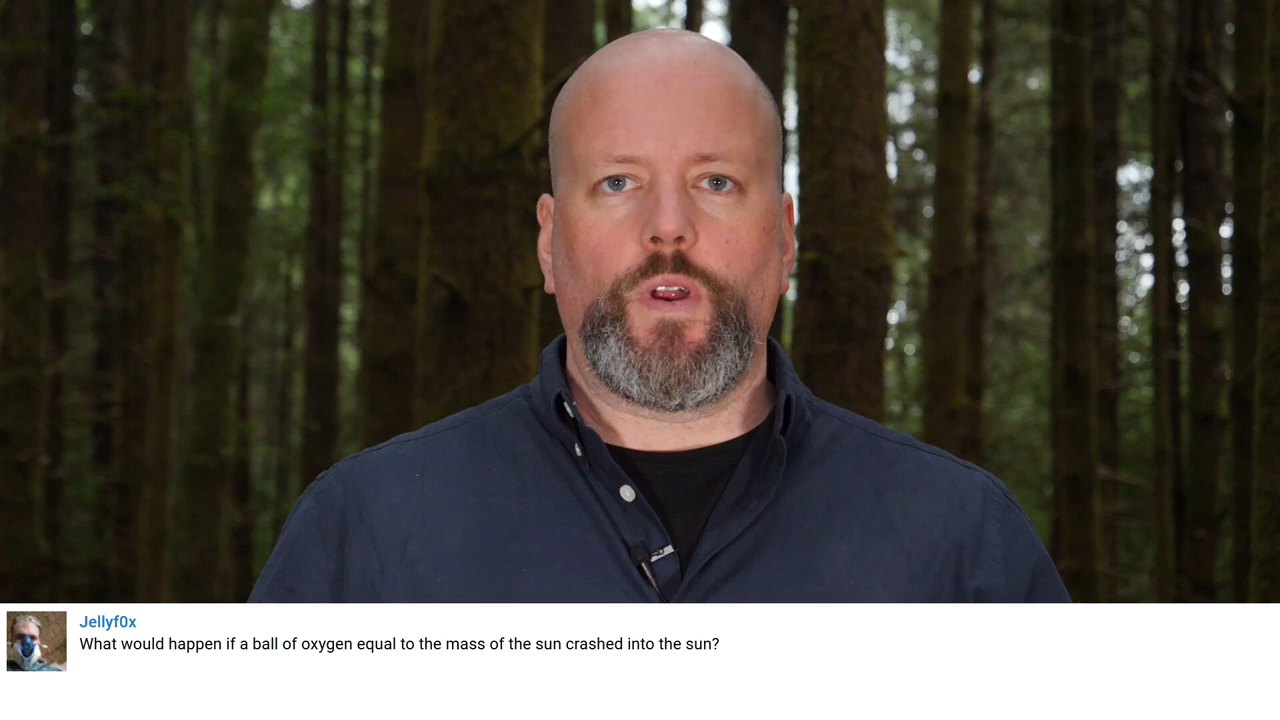 Jellyf0x
What would happen if a ball of oxygen equal to the mass of the sun crashed into the sun?